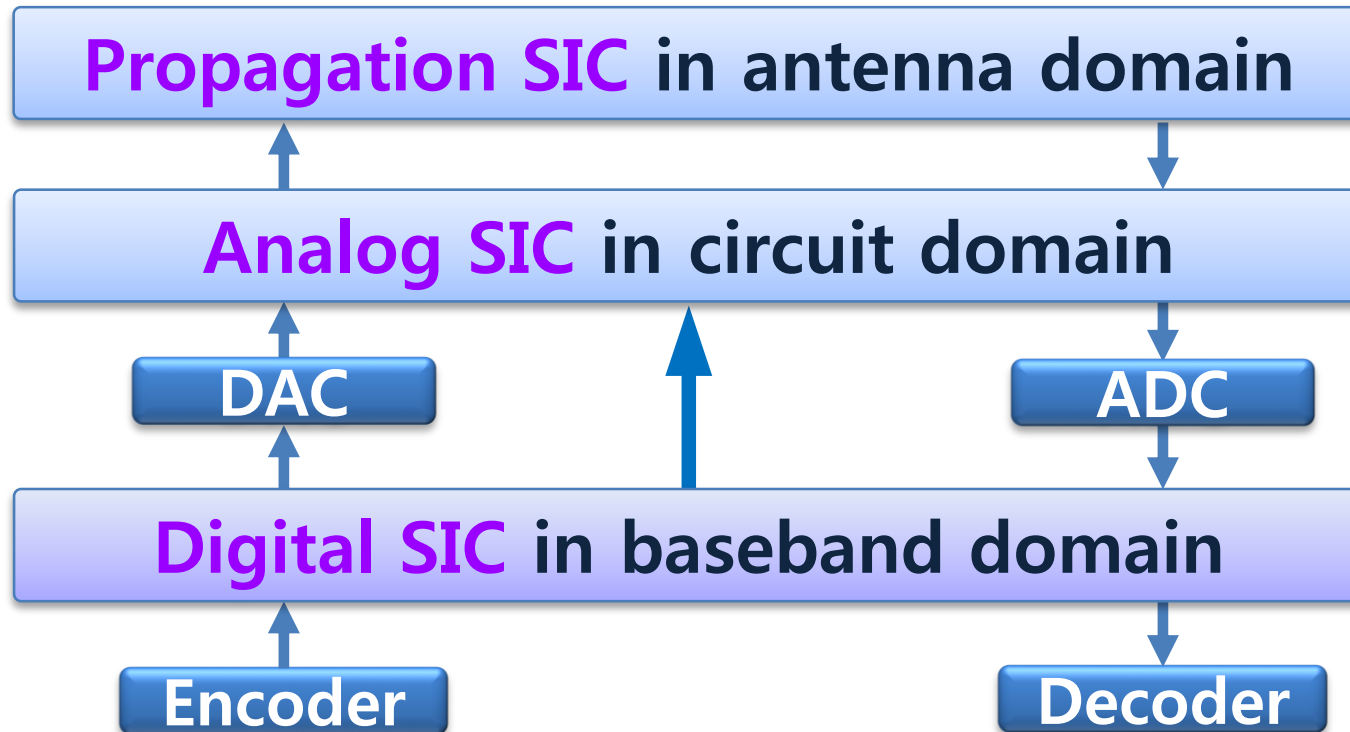 Propagation SIC in antenna domain
Analog SIC in circuit domain
DAC
ADC
Digital SIC in baseband domain
Encoder
Decoder